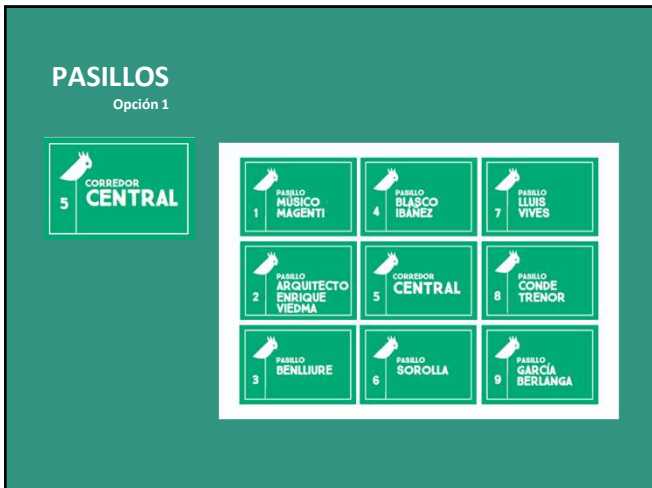 PASILLOS
Opción 1
CORREDOR
5 CENTRAL
PASILLO
MÚSICO
1 MAGENTI
PASILLO
BLASCO
4 IBÁÑEZ
PASILLO
LLUIS
7 VIVES
PASILLO
ARQUITECTO
2 ENRIQUE
VIEDMA
CORREDOR
CENTRAL
5
PASILLO
CONDE
8 TRENOR
PASILLO
BENLLIURE
3
PASILLO
SOROLLA
6
PASILLO
GARCÍA
9 BERLANGA